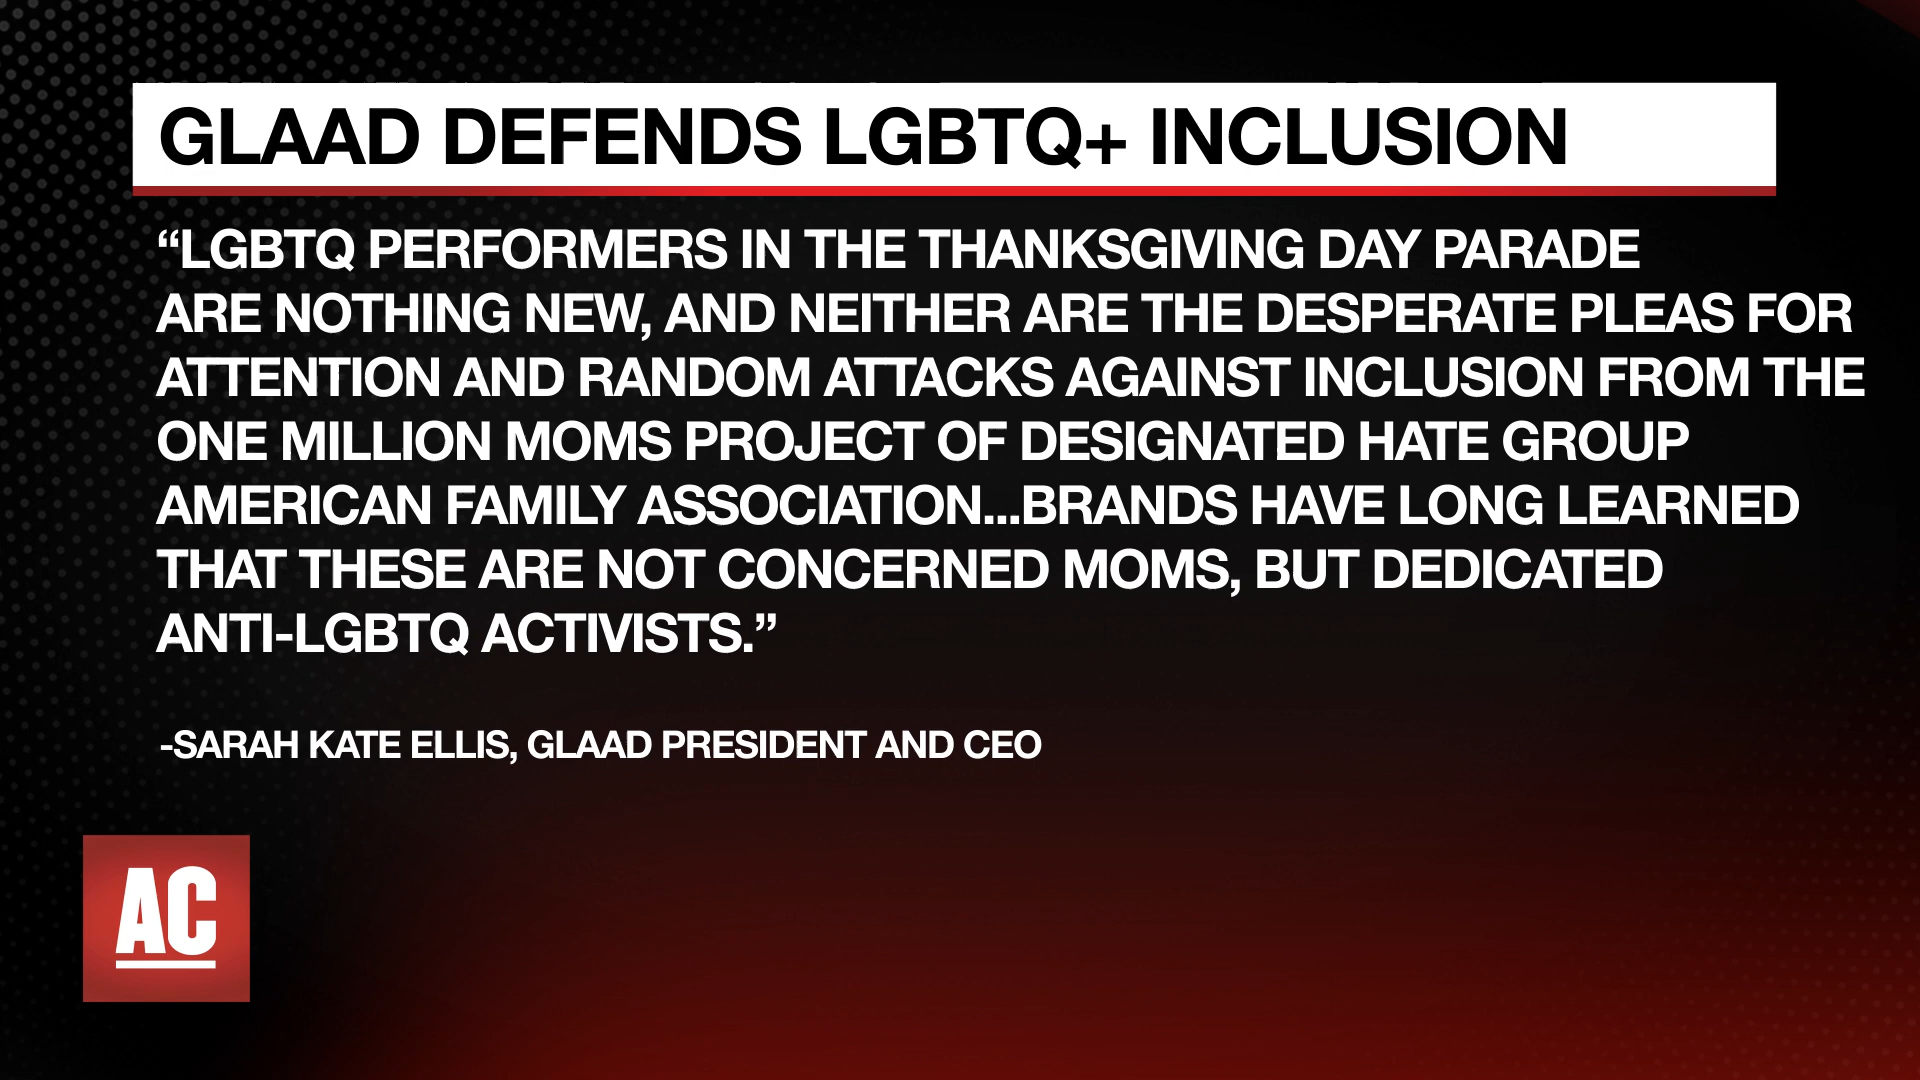 GLAAD DEFENDS LGBTQ+ INCLUSION
“LGBTQ PERFORMERS IN THE THANKSGIVING DAY PARADE
ARE NOTHING NEW, AND NEITHER ARE THE DESPERATE PLEAS FOR
ATTENTION AND RANDOM ATTACKS AGAINST INCLUSION FROM THE
ONE MILLION MOMS PROJECT OF DESIGNATED HATE GROUP
AMERICAN FAMILY ASSOCIATION...BRANDS HAVE LONG LEARNED
THAT THESE ARE NOT CONCERNED MOMS, BUT DEDICATED
ANTI-LGBTQ ACTIVISTS.”
-SARAH KATE ELLIS, GLAAD PRESIDENT AND CEO
AC